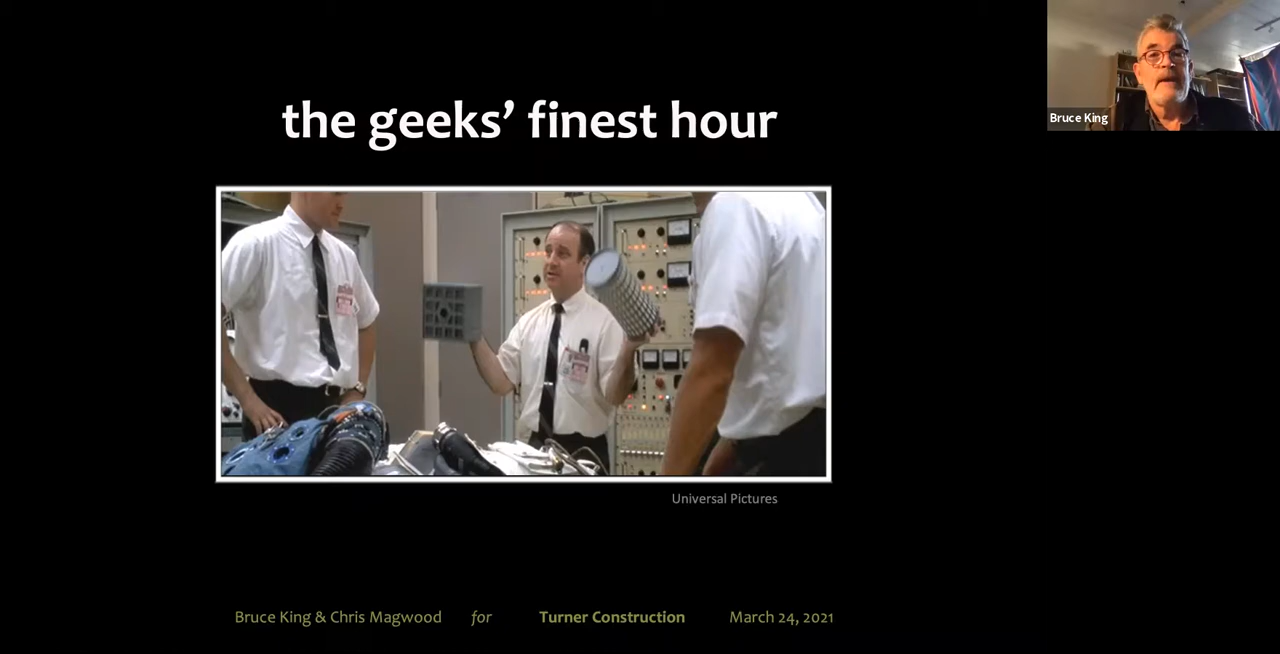 the geeks’ finest hour
Bruce King
Universal Pictures
Bruce King & Chris Magwood for Turner Construction March 24, 2021